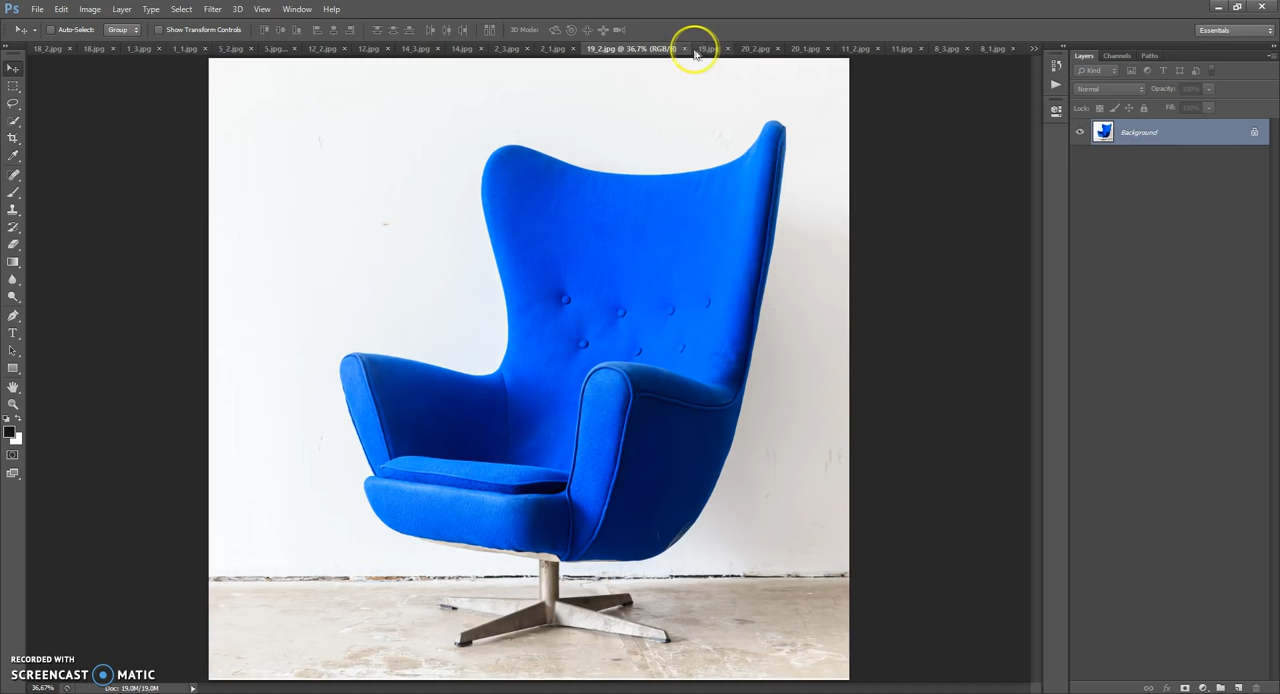 Ps File Edit Image Layer Type Select Filter 3D View Window Help
Auto-Select: Group Show Transform Controls 3D Mode: Essentials
18_2.jpg × 18.jpg × 1_3.jpg × 1_1.jpg × 5_2.jpg × 5.jpg... × 12_2.jpg × 12.jpg × 14_3.jpg × 14.jpg × 2_3.jpg × 2_1.jpg × 19_2.jpg @ 36,7% (RGB/8) × 19.jpg × 20_2.jpg × 20_1.jpg × 11_2.jpg × 11.jpg × 8_3.jpg × 8_1.jpg ×
Layers Channels Paths
Kind
Normal Opacity: 100%
Lock: Fill: 100%
Background
RECORDED WITH
SCREENCAST MATIC
36,67% Doc: 19,0M/19,0M